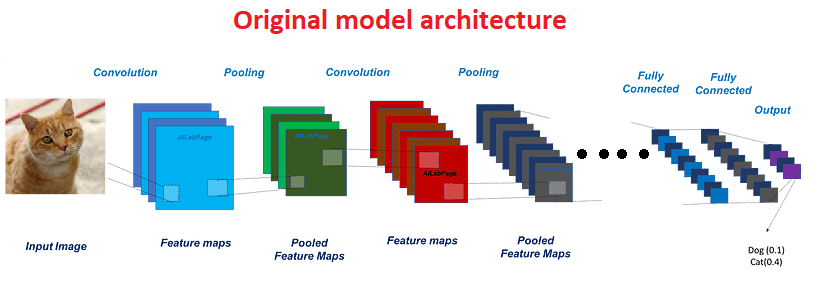 Original model architecture
Convolution
Pooling
Convolution
Pooling
Fully
Connected
Fully
Connected
Output
AILabPage
AILabPage
AILabPage
Input Image
Feature maps
Pooled
Feature Maps
Feature maps
Pooled
Feature Maps
Dog (0.1)
Cat(0.4)